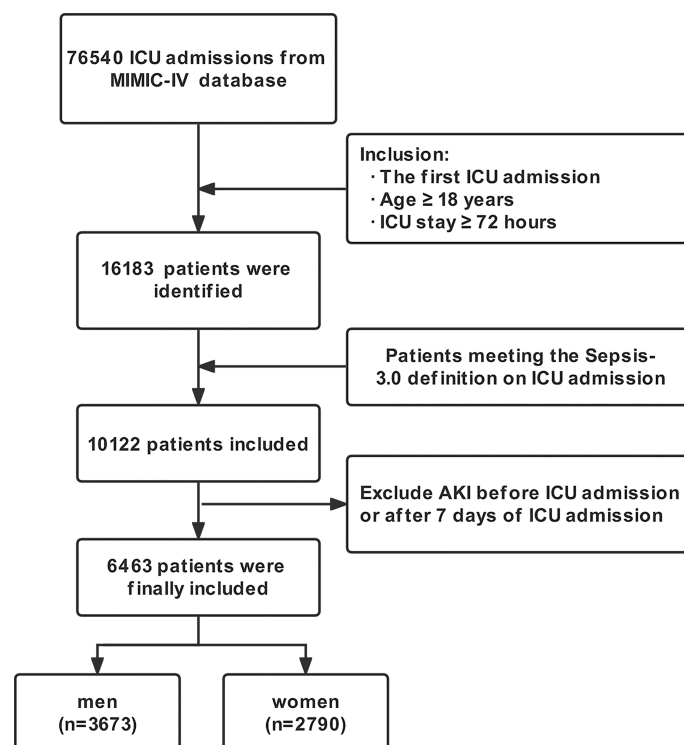 76540 ICU admissions from
MIMIC-IV database
Inclusion:
· The first ICU admission
· Age ≥ 18 years
· ICU stay ≥ 72 hours
16183 patients were
identified
Patients meeting the Sepsis-
3.0 definition on ICU admission
10122 patients included
Exclude AKI before ICU admission
or after 7 days of ICU admission
6463 patients were
finally included
men
(n=3673)
women
(n=2790)